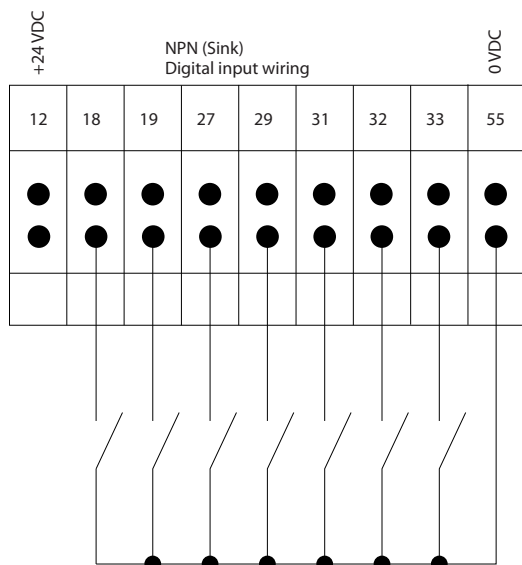 +24 VDC
NPN (Sink)
Digital input wiring
0 VDC
12 18 19 27 29 31 32 33 55